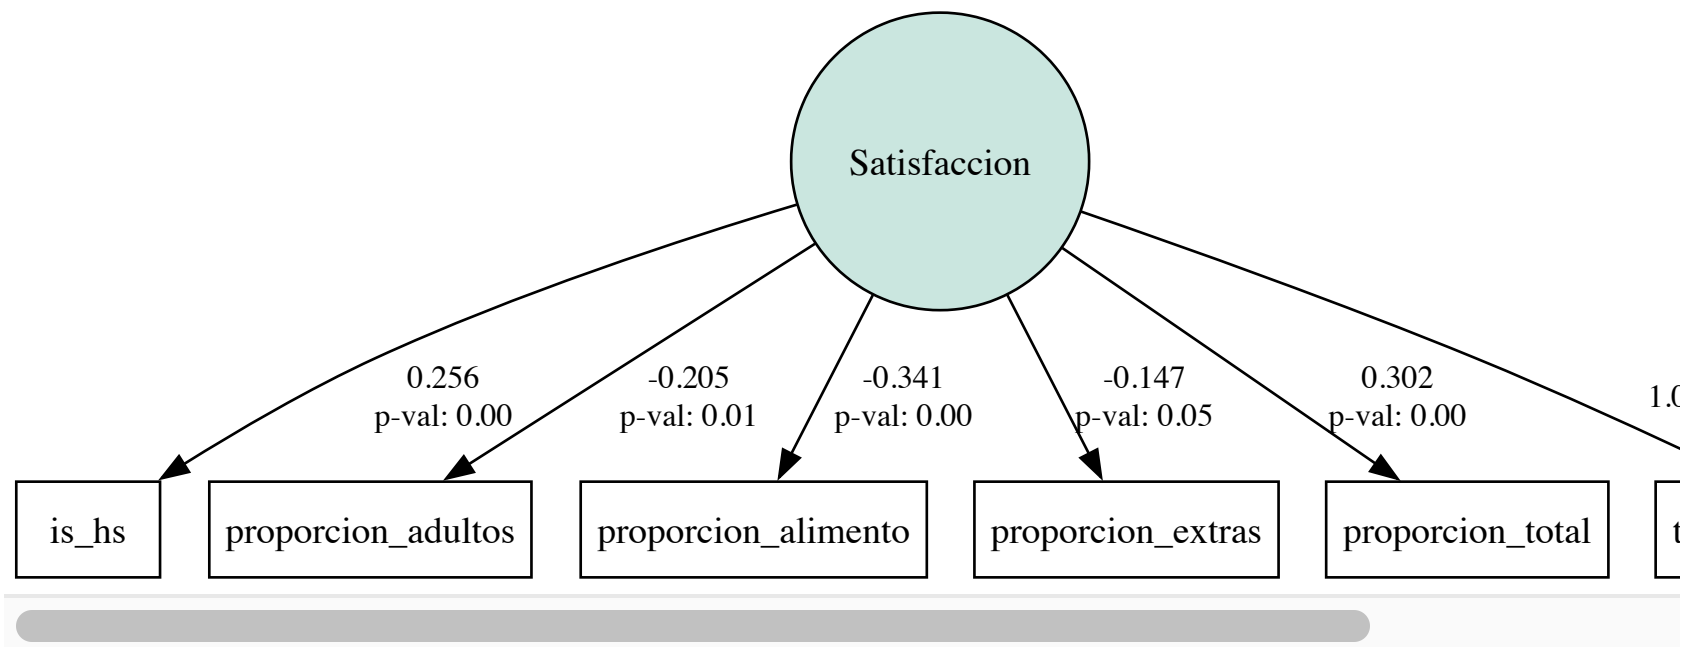 Satisfaccion
0.256
p-val: 0.00
-0.205
p-val: 0.01
-0.341
p-val: 0.00
-0.147
p-val: 0.05
0.302
p-val: 0.00
is_hs
proporcion_adultos
proporcion_alimento
proporcion_extras
proporcion_total